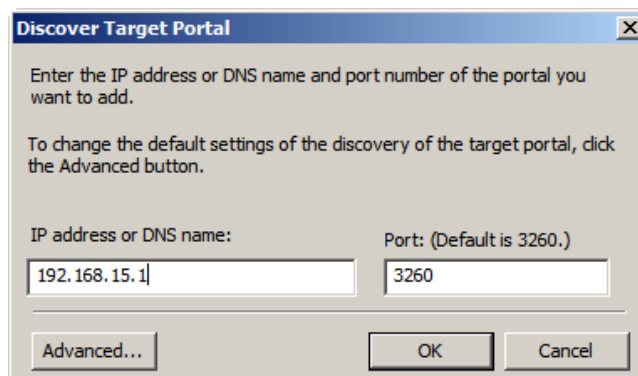 Discover Target Portal
Enter the IP address or DNS name and port number of the portal you
want to add.
To change the default settings of the discovery of the target portal, click
the Advanced button.
IP address or DNS name:
Port: (Default is 3260.)
192.168.15.1
3260
Advanced...
OK
Cancel